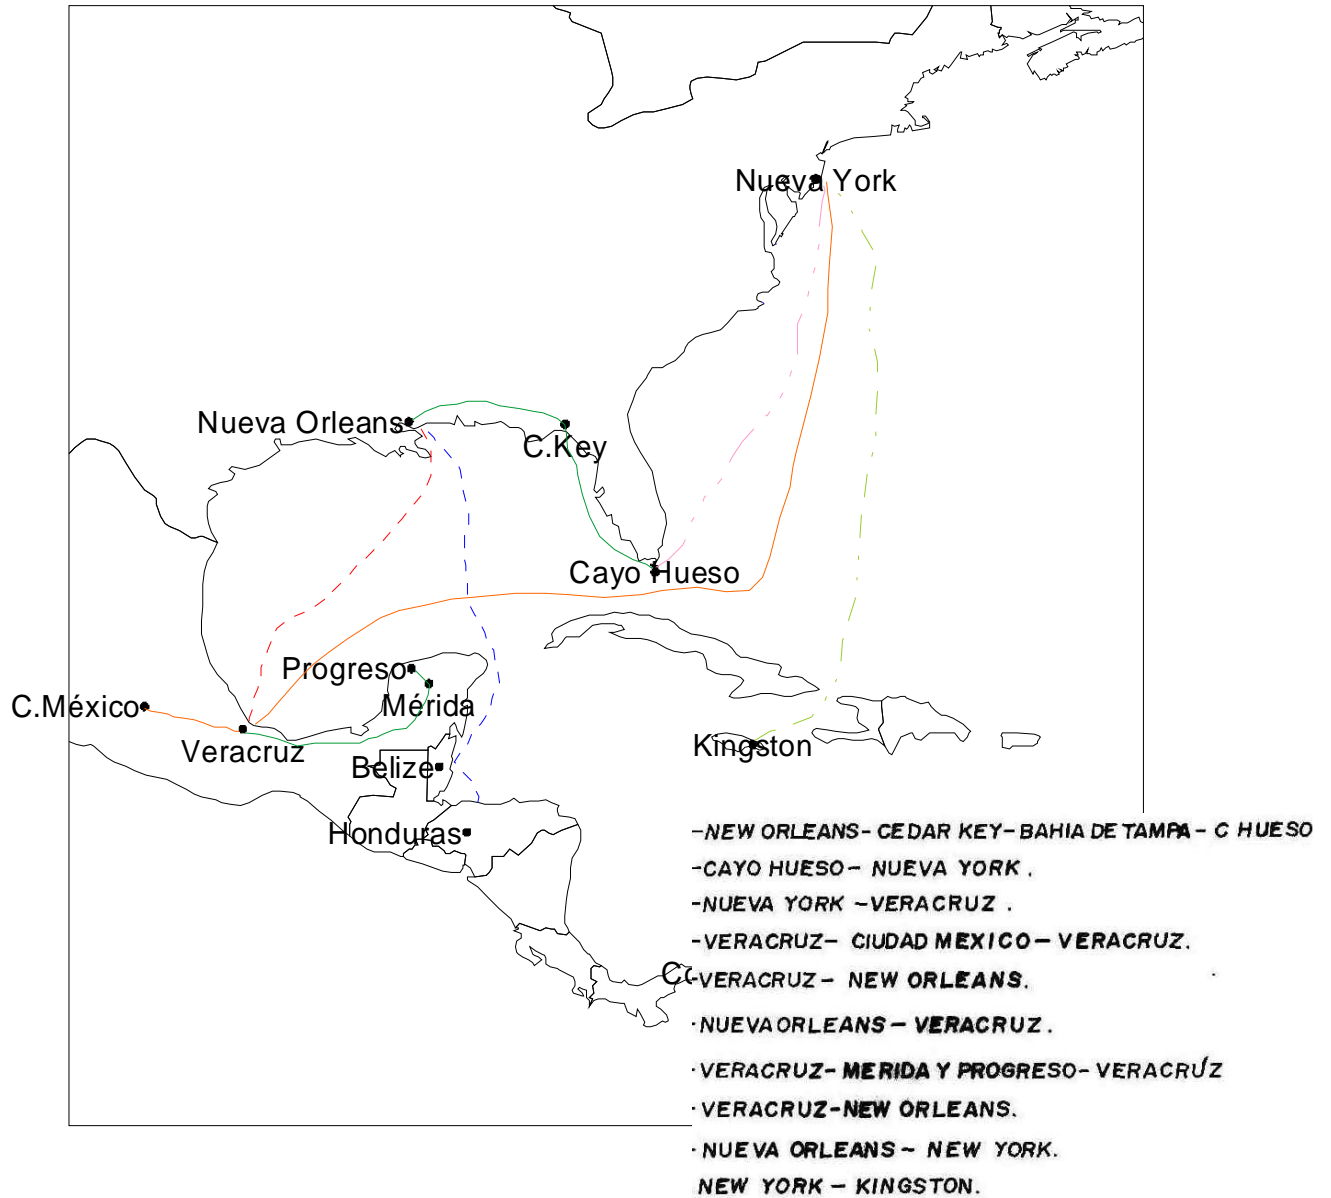 Nueva York
Nueva Orleans
C.Key
Cayo Hueso
Progreso
C.México
Mérida
Veracruz
Kingston
Belize
Honduras
-NEW ORLEANS-CEDAR KEY-BAHIA DE TAMPA-C HUESO
-CAYO HUESO-NUEVA YORK.
-NUEVA YORK-VERACRUZ.
-VERACRUZ-CIUDAD MEXICO-VERACRUZ.
-VERACRUZ-NEW ORLEANS.
·NUEVA ORLEANS-VERACRUZ.
·VERACRUZ-MERIDA Y PROGRESO-VERACRÚZ
·VERACRUZ-NEW ORLEANS.
·NUEVA ORLEANS-NEW YORK.
NEW YORK-KINGSTON.